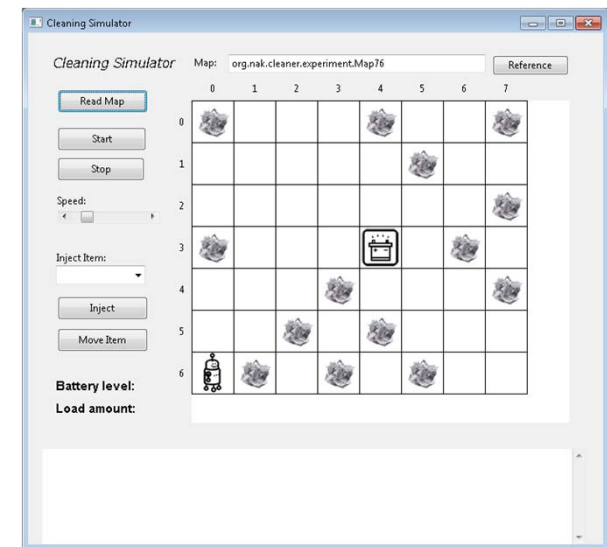 Cleaning Simulator
Cleaning Simulator
Map: org.nak.cleaner.experiment.Map76
Reference
Read Map
Start
Stop
Speed:
Inject Item:
Inject
Move Item
Battery level:
Load amount:
0 1 2 3 4 5 6 7
0
1
2
3
4
5
6